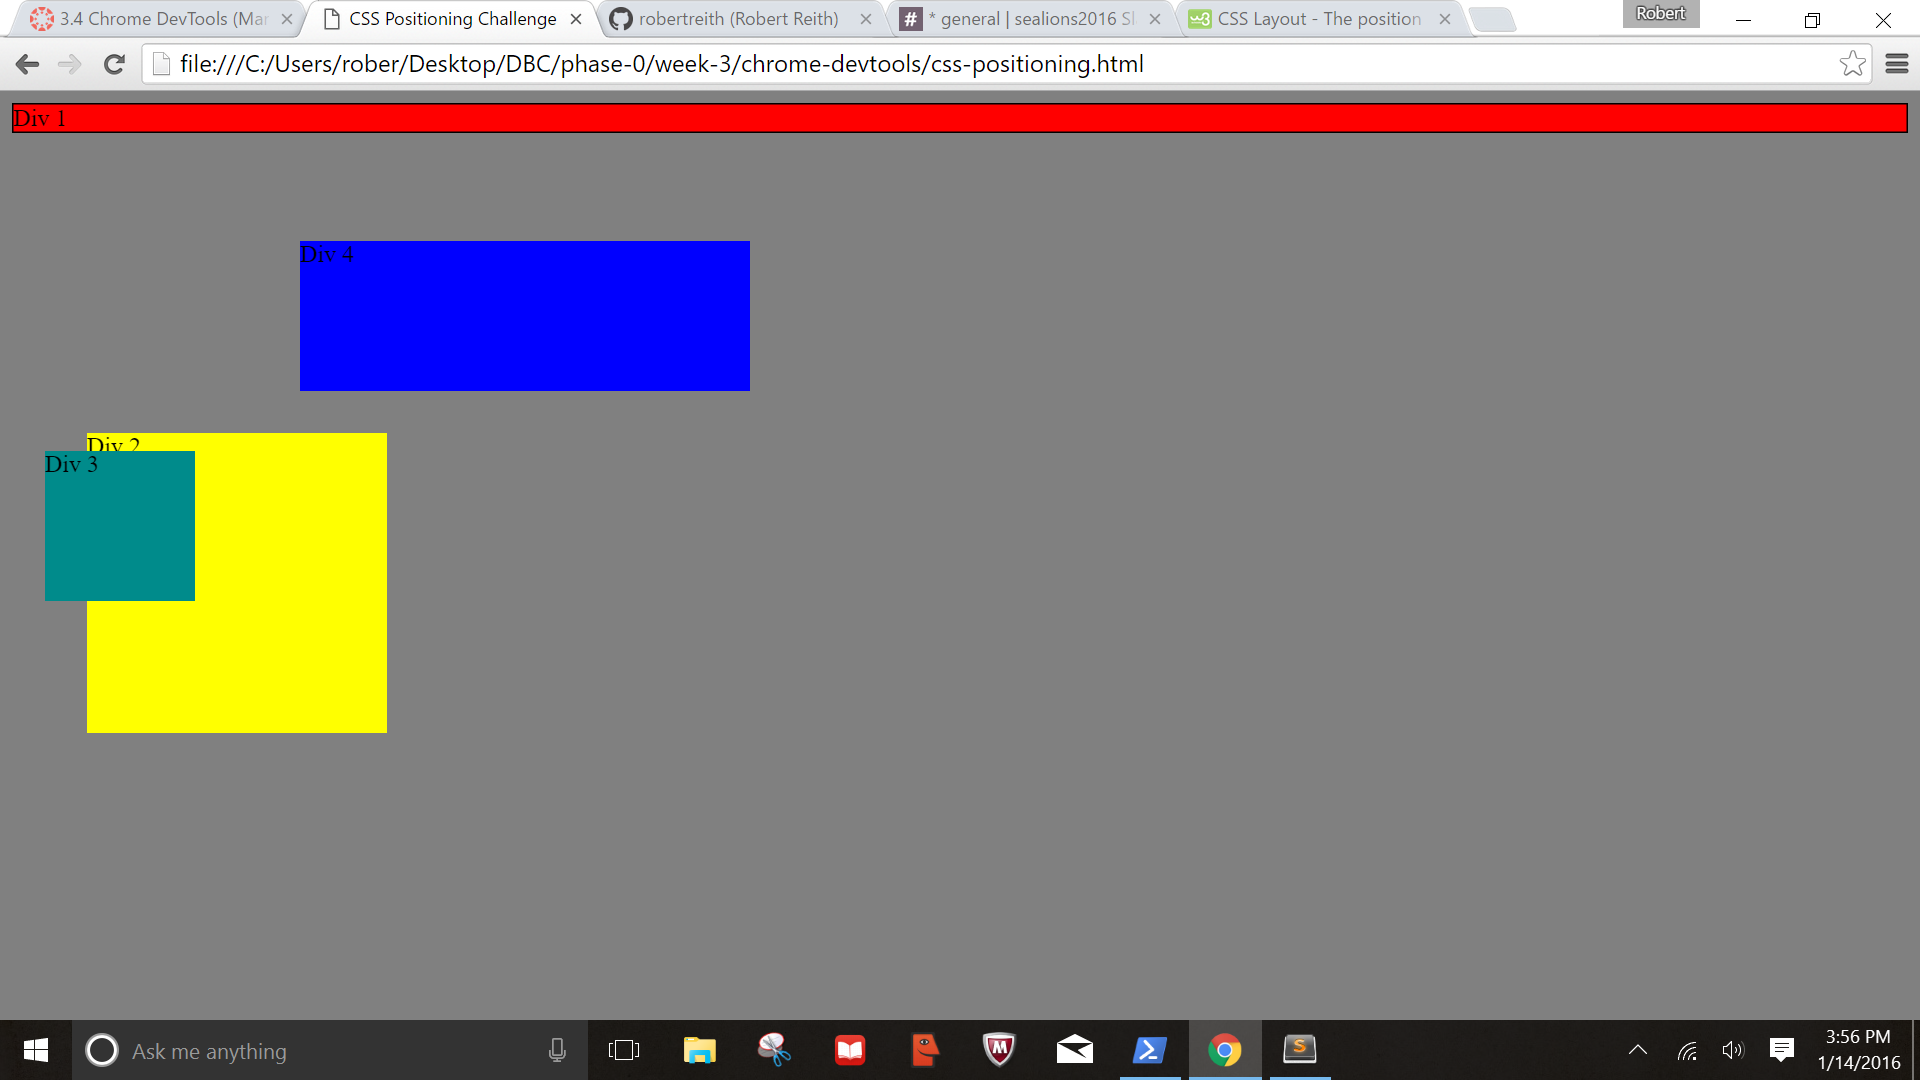 3.4 Chrome DevTools (Mar
CSS Positioning Challenge
robertreith (Robert Reith)
* general | sealions2016 Sl
CSS Layout - The position
Robert
file:///C:/Users/rober/Desktop/DBC/phase-0/week-3/chrome-devtools/css-positioning.html
Div 1
Div 4
Div 2
Div 3
Ask me anything
3:56 PM
1/14/2016